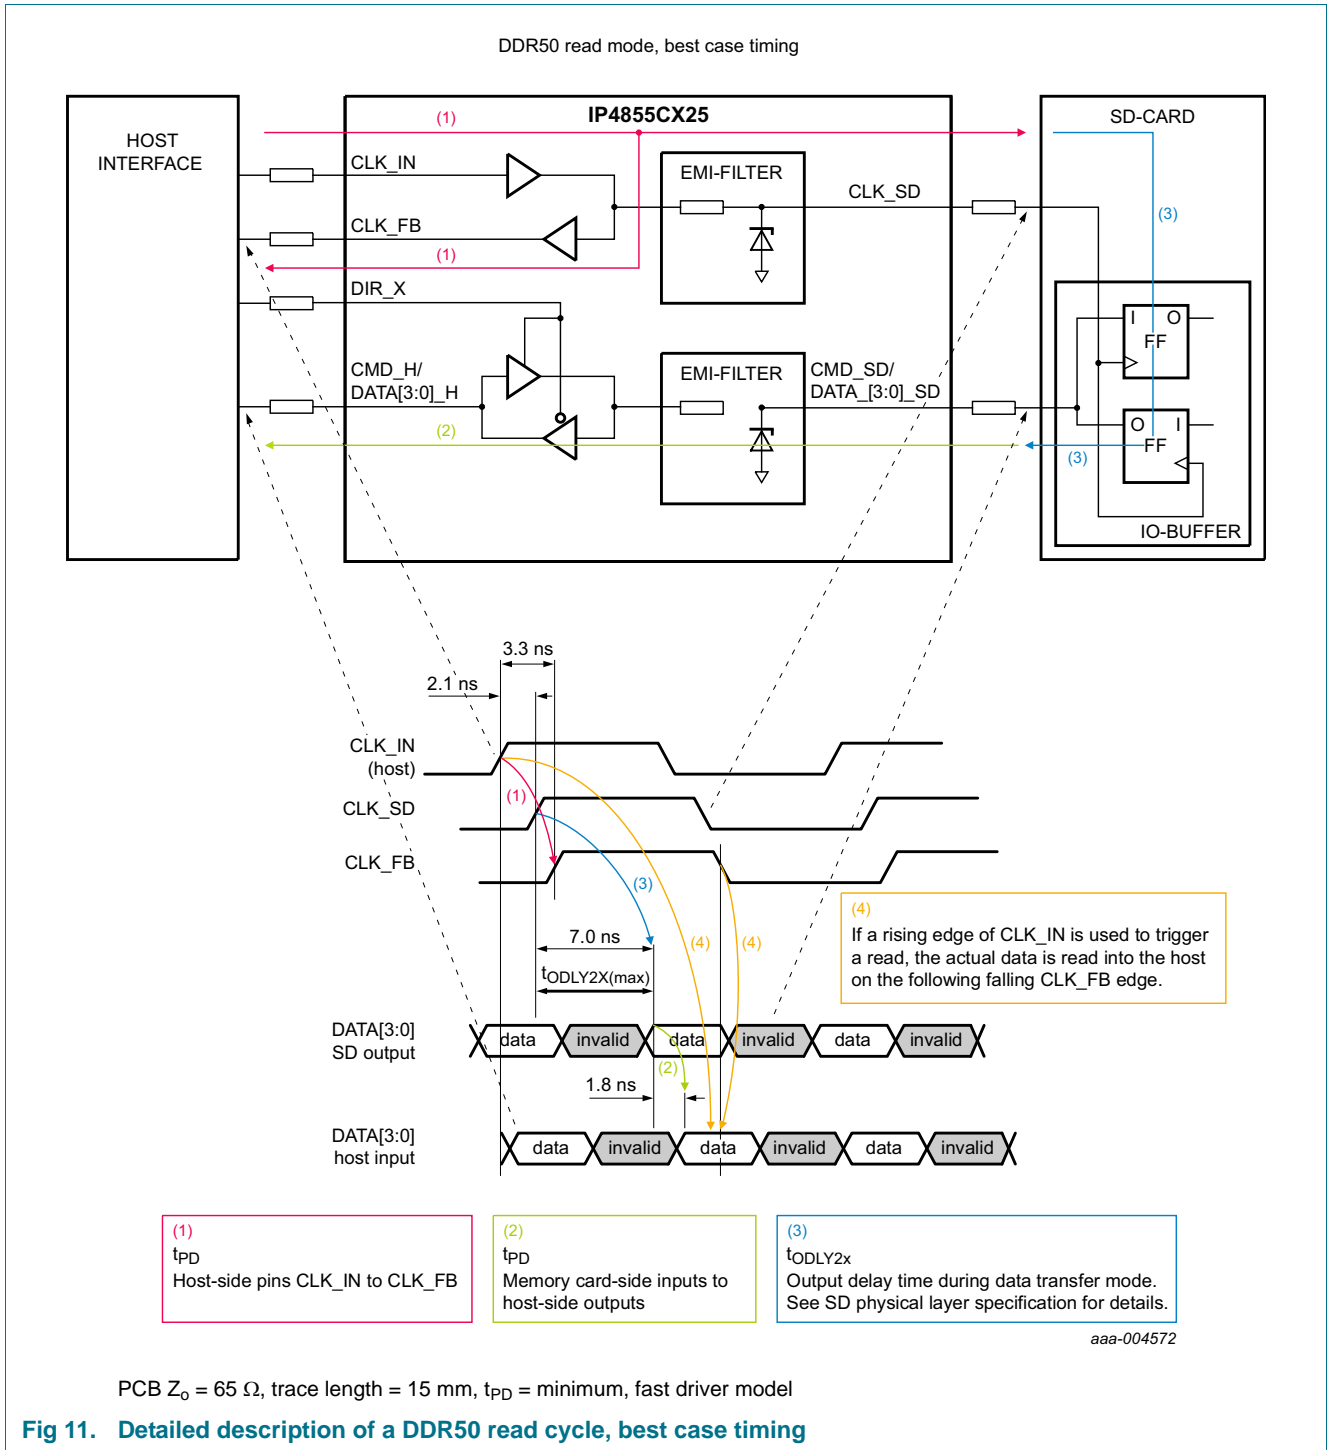 DDR50 read mode, best case timing
HOST
INTERFACE
IP4855CX25
SD-CARD
(1)
CLK_IN
EMI-FILTER
CLK_SD
CLK_FB
(1)
(3)
DIR_X
I O
FF
CMD_H/
DATA[3:0]_H
EMI-FILTER
CMD_SD/
DATA_[3:0]_SD
(2)
(3)
O I
FF
IO-BUFFER
3.3 ns
2.1 ns
CLK_IN
(host)
(1)
CLK_SD
CLK_FB
(3)
7.0 ns
(4)
(4)
tODLY2X(max)
(4)
If a rising edge of CLK_IN is used to trigger
a read, the actual data is read into the host
on the following falling CLK_FB edge.
DATA[3:0]
SD output
data invalid data invalid data invalid
(2)
1.8 ns
DATA[3:0]
host input
data invalid data invalid data invalid
(1)
tPD
Host-side pins CLK_IN to CLK_FB
(2)
tPD
Memory card-side inputs to
host-side outputs
(3)
tODLY2x
Output delay time during data transfer mode.
See SD physical layer specification for details.
aaa-004572
PCB Zo = 65 Ω, trace length = 15 mm, tPD = minimum, fast driver model
Fig 11. Detailed description of a DDR50 read cycle, best case timing